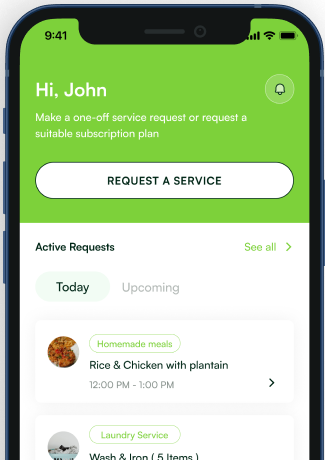 9:41
Hi, John
Make a one-off service request or request a
suitable subscription plan
REQUEST A SERVICE
Active Requests
See all
Today
Upcoming
Homemade meals
Rice & Chicken with plantain
12:00 PM - 1:00 PM
Laundry Service
Wash & Iron ( 5 Items )